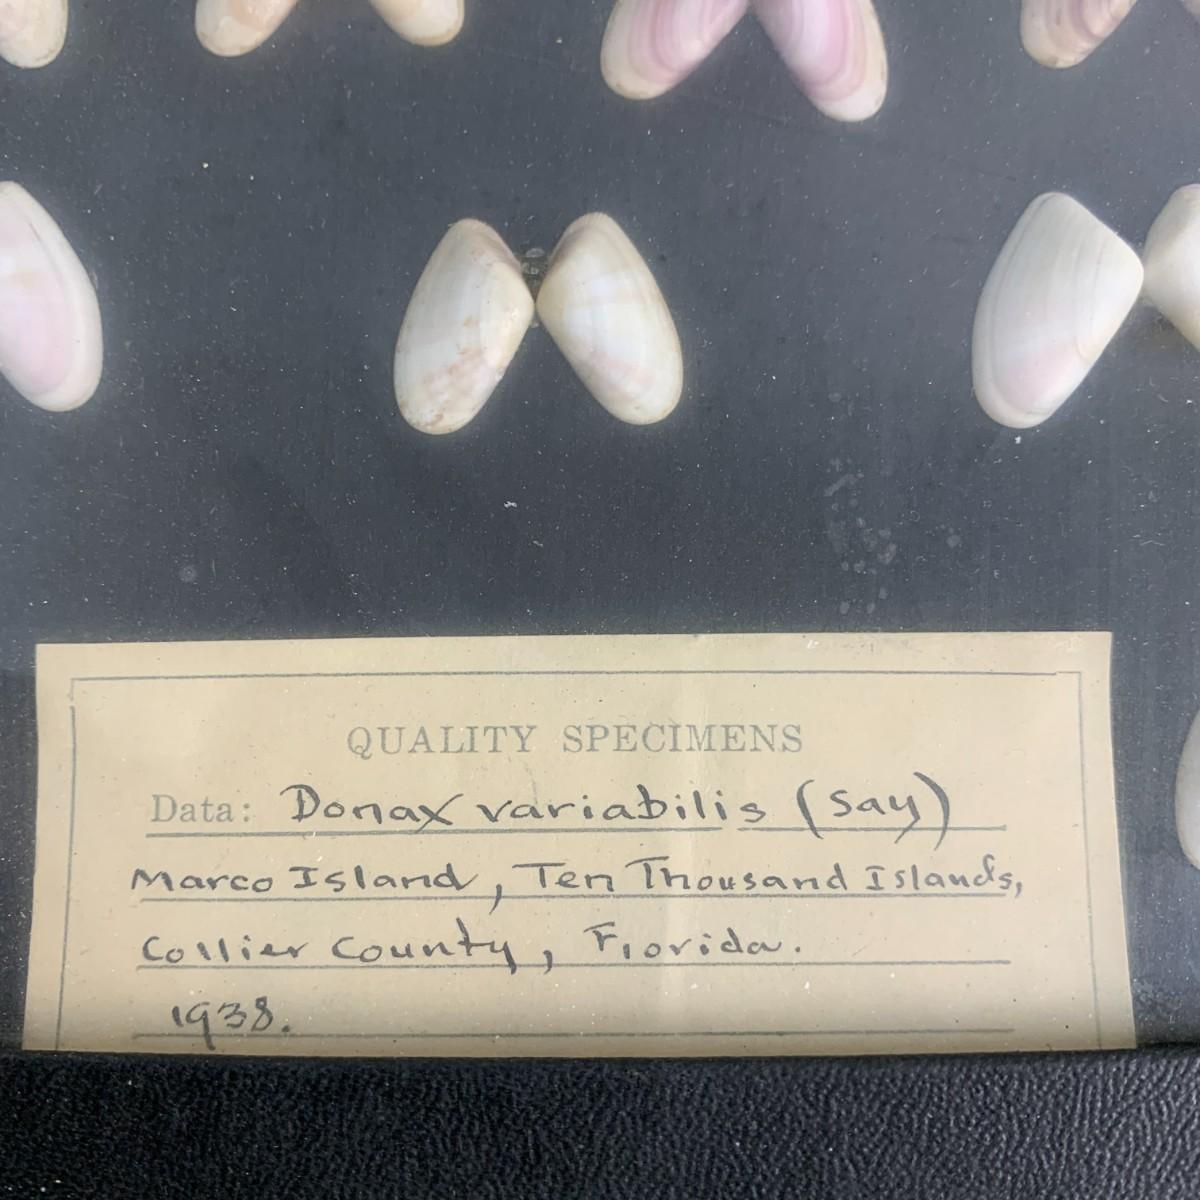 QUALITY SPECIMENS
Data: Donax variabilis (Say)
Marco Island, Ten Thousand Islands,
Collier County, Florida.
1938.